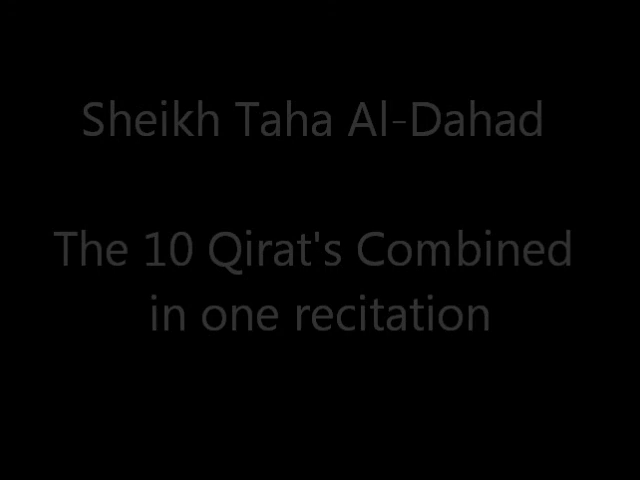 Sheikh Taha Al-Dahad
The 10 Qirat's Combined
in one recitation